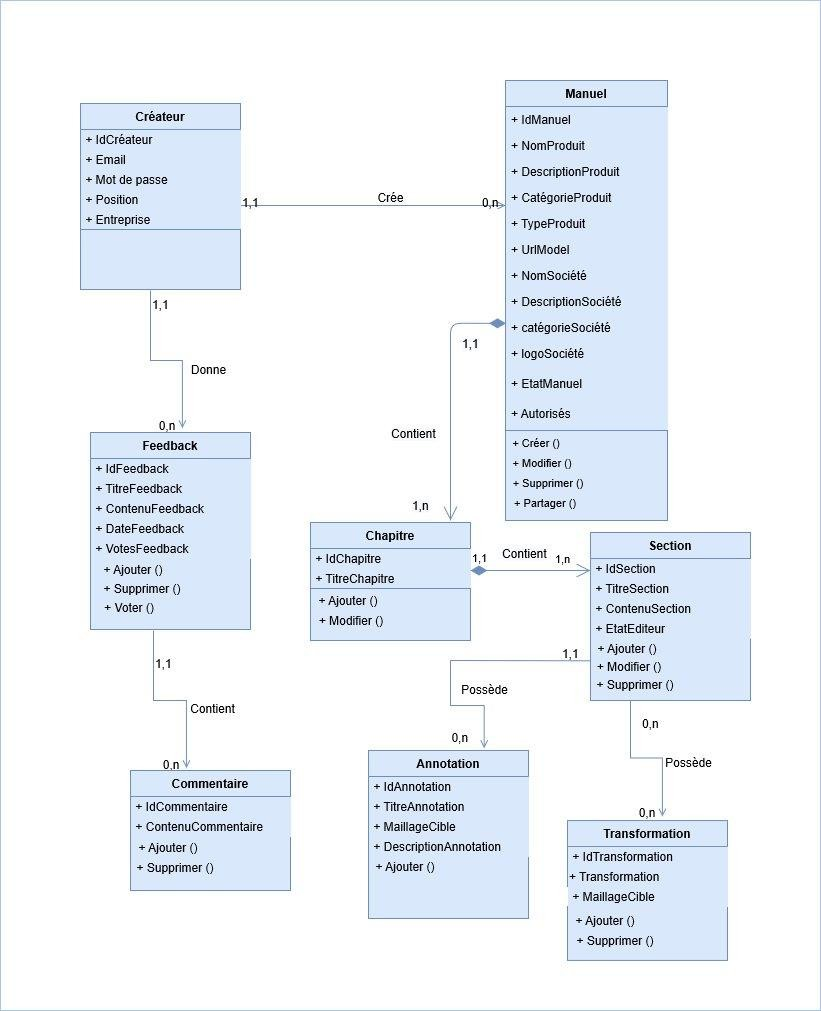 Créateur
+ IdCréateur
+ Email
+ Mot de passe
+ Position
+ Entreprise
1,1
Crée
0,n
Manuel
+ IdManuel
+ NomProduit
+ DescriptionProduit
+ CatégorieProduit
+ TypeProduit
+ UrlModel
+ NomSociété
+ DescriptionSociété
+ catégorieSociété
+ logoSociété
+ EtatManuel
+ Autorisés
+ Créer ()
+ Modifier ()
+ Supprimer ()
+ Partager ()
1,1
Donne
0,n
Feedback
+ IdFeedback
+ TitreFeedback
+ ContenuFeedback
+ DateFeedback
+ VotesFeedback
+ Ajouter ()
+ Supprimer ()
+ Voter ()
1,1
Contient
1,n
Chapitre
+ IdChapitre
+ TitreChapitre
+ Ajouter ()
+ Modifier ()
1,1
Contient
1,n
Section
+ IdSection
+ TitreSection
+ ContenuSection
+ EtatEditeur
+ Ajouter ()
+ Modifier ()
+ Supprimer ()
1,1
Contient
0,n
Commentaire
+ IdCommentaire
+ ContenuCommentaire
+ Ajouter ()
+ Supprimer ()
1,1
Possède
0,n
Annotation
+ IdAnnotation
+ TitreAnnotation
+ MaillageCible
+ DescriptionAnnotation
+ Ajouter ()
0,n
Possède
0,n
Transformation
+ IdTransformation
+ Transformation
+ MaillageCible
+ Ajouter ()
+ Supprimer ()